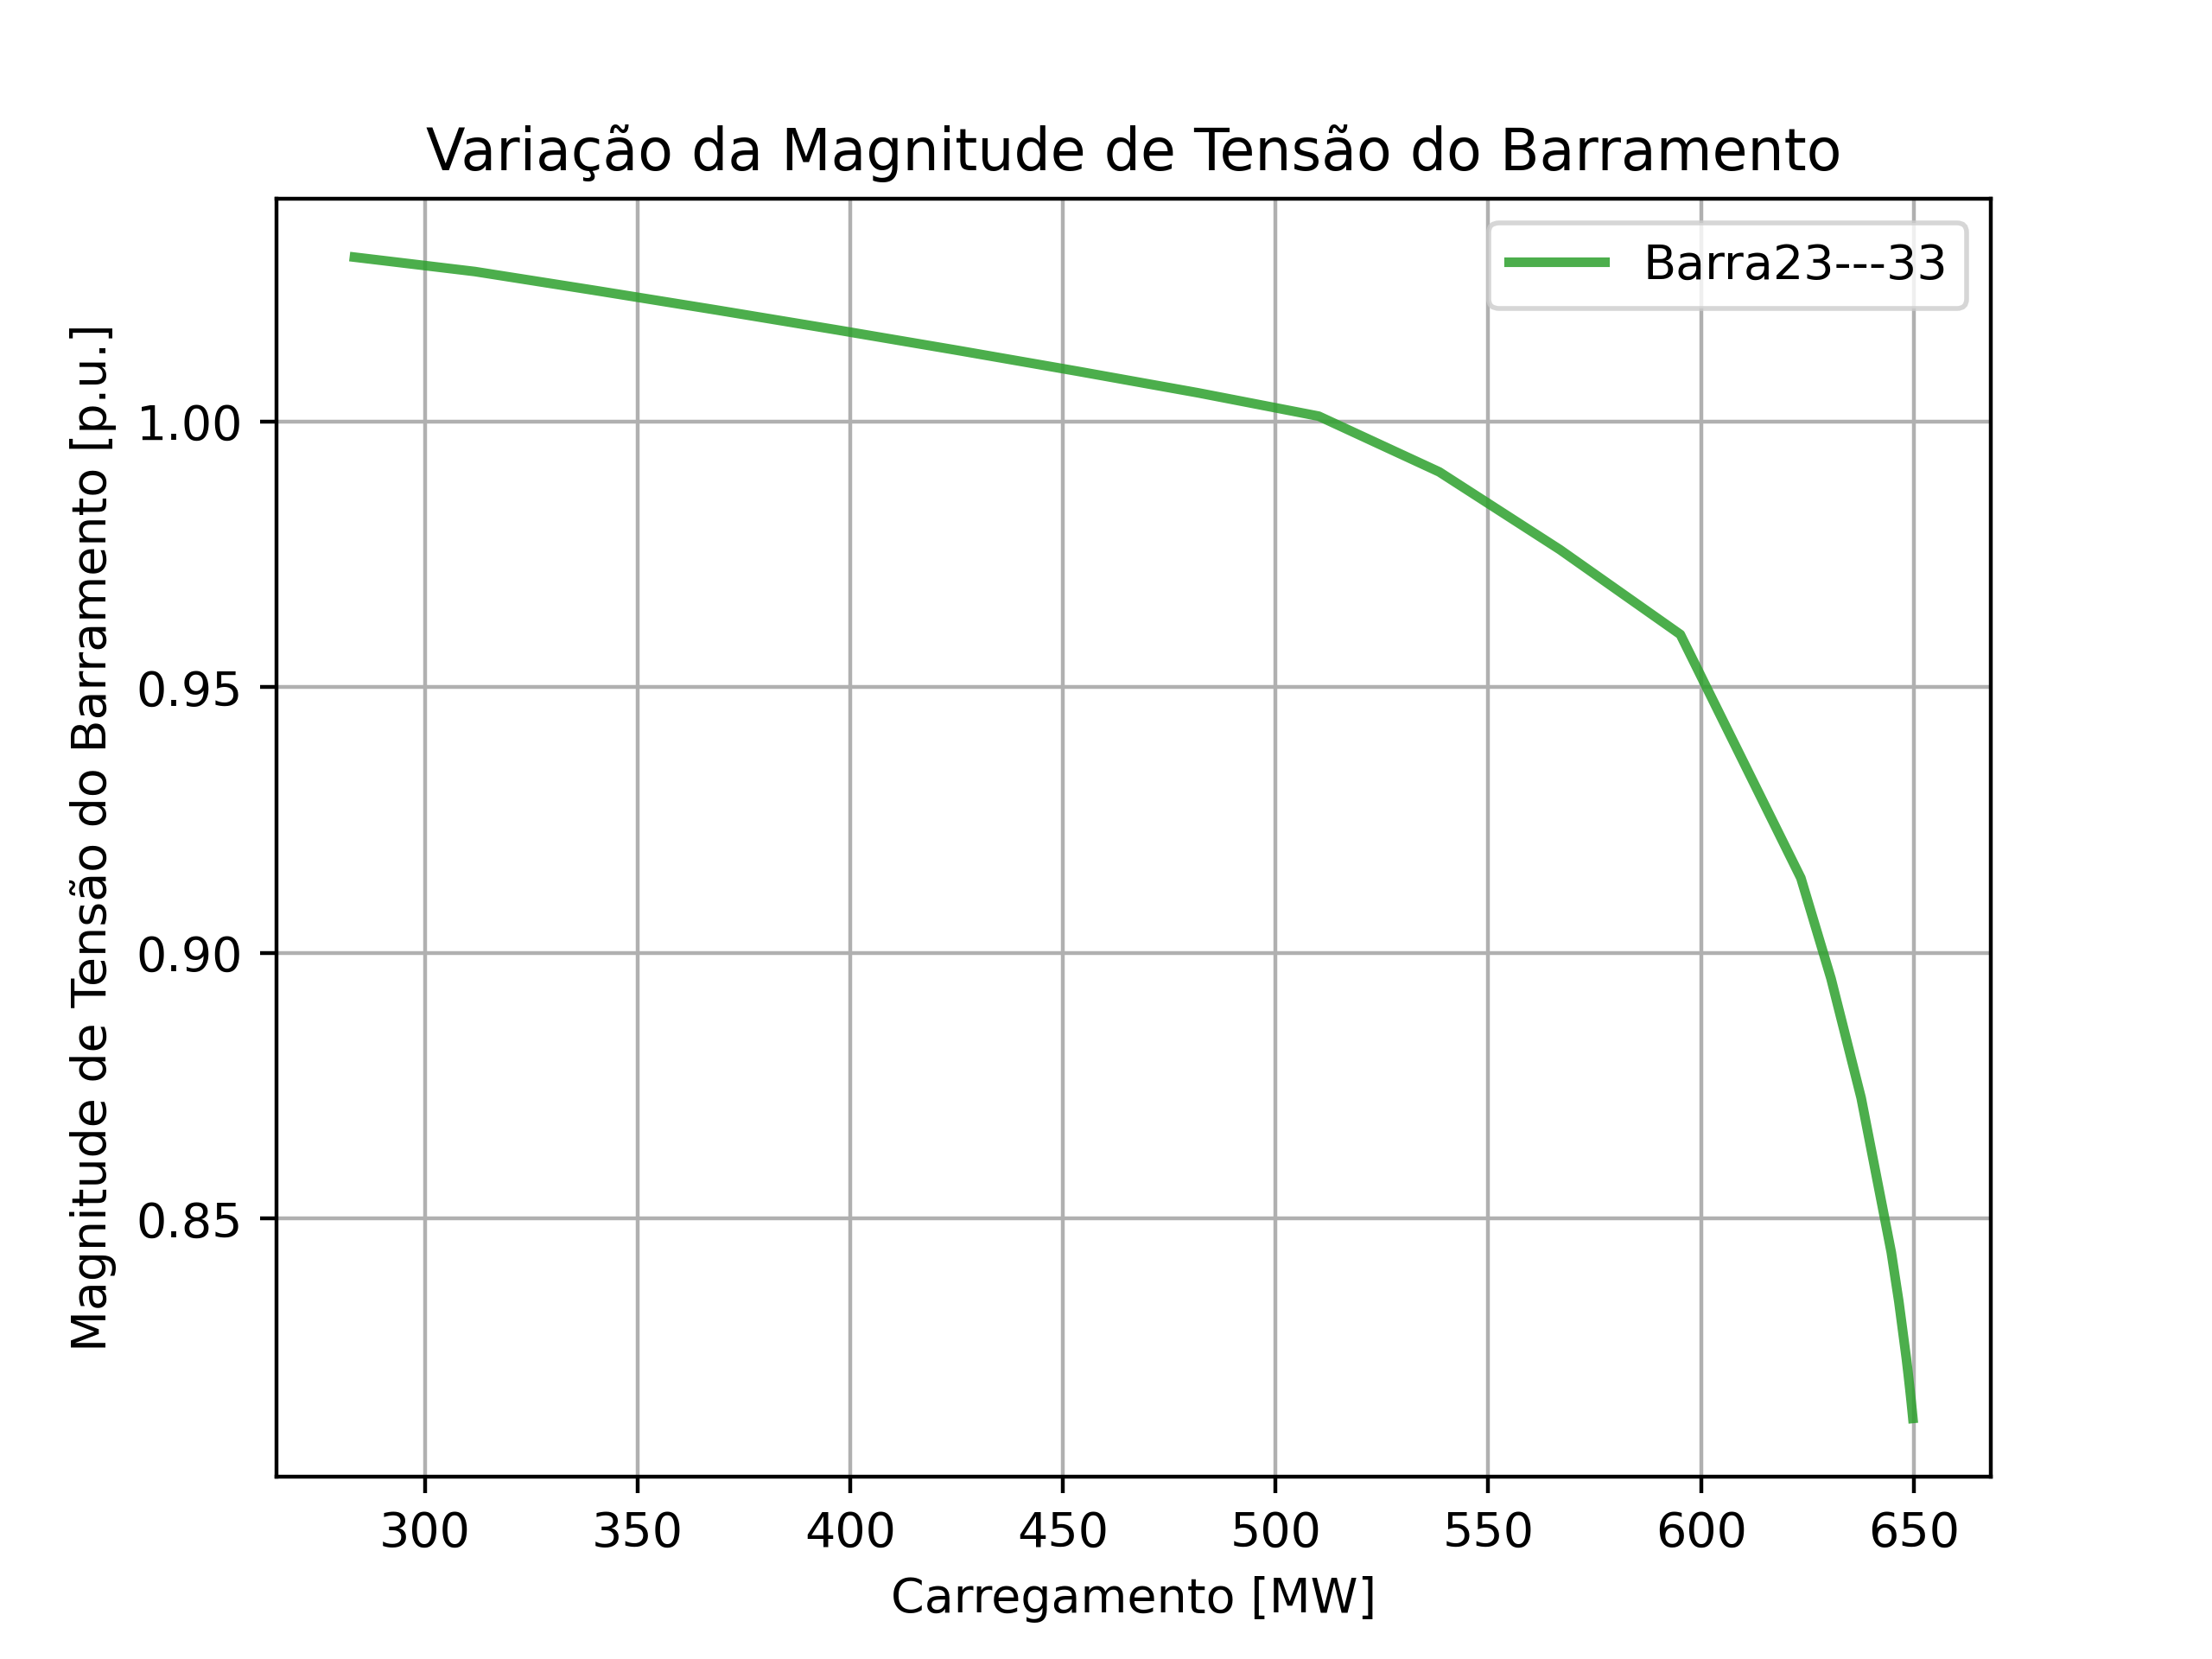 Variação da Magnitude de Tensão do Barramento
Barra23---33
Magnitude de Tensão do Barramento [p.u.]
1.00
0.95
0.90
0.85
300 350 400 450 500 550 600 650
Carregamento [MW]